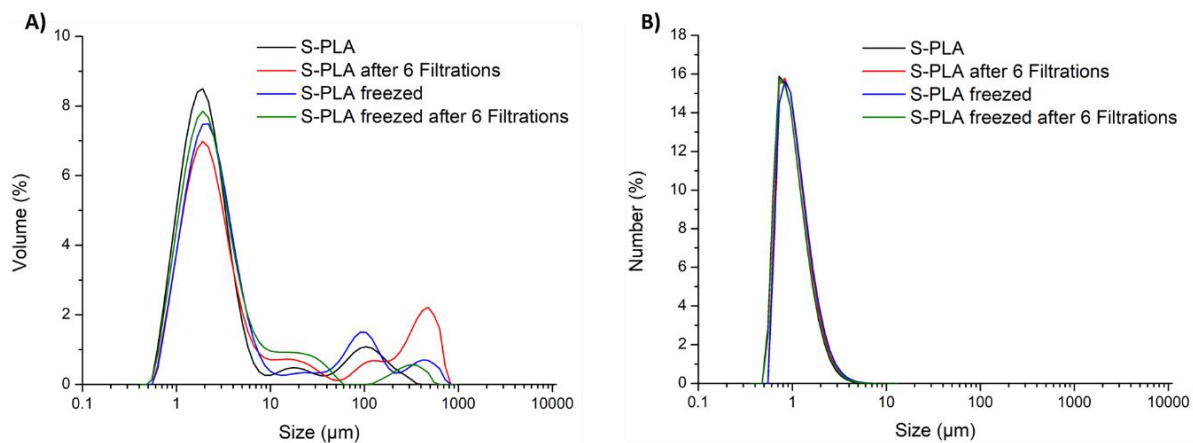 A)
S-PLA
S-PLA after 6 Filtrations
S-PLA freezed
S-PLA freezed after 6 Filtrations
10
8
6
4
2
0
Volume (%)
0.1 1 10 100 1000 10000
Size (µm)
B)
S-PLA
S-PLA after 6 Filtrations
S-PLA freezed
S-PLA freezed after 6 Filtrations
18
16
14
12
10
8
6
4
2
0
Number (%)
0.1 1 10 100 1000 10000
Size (µm)